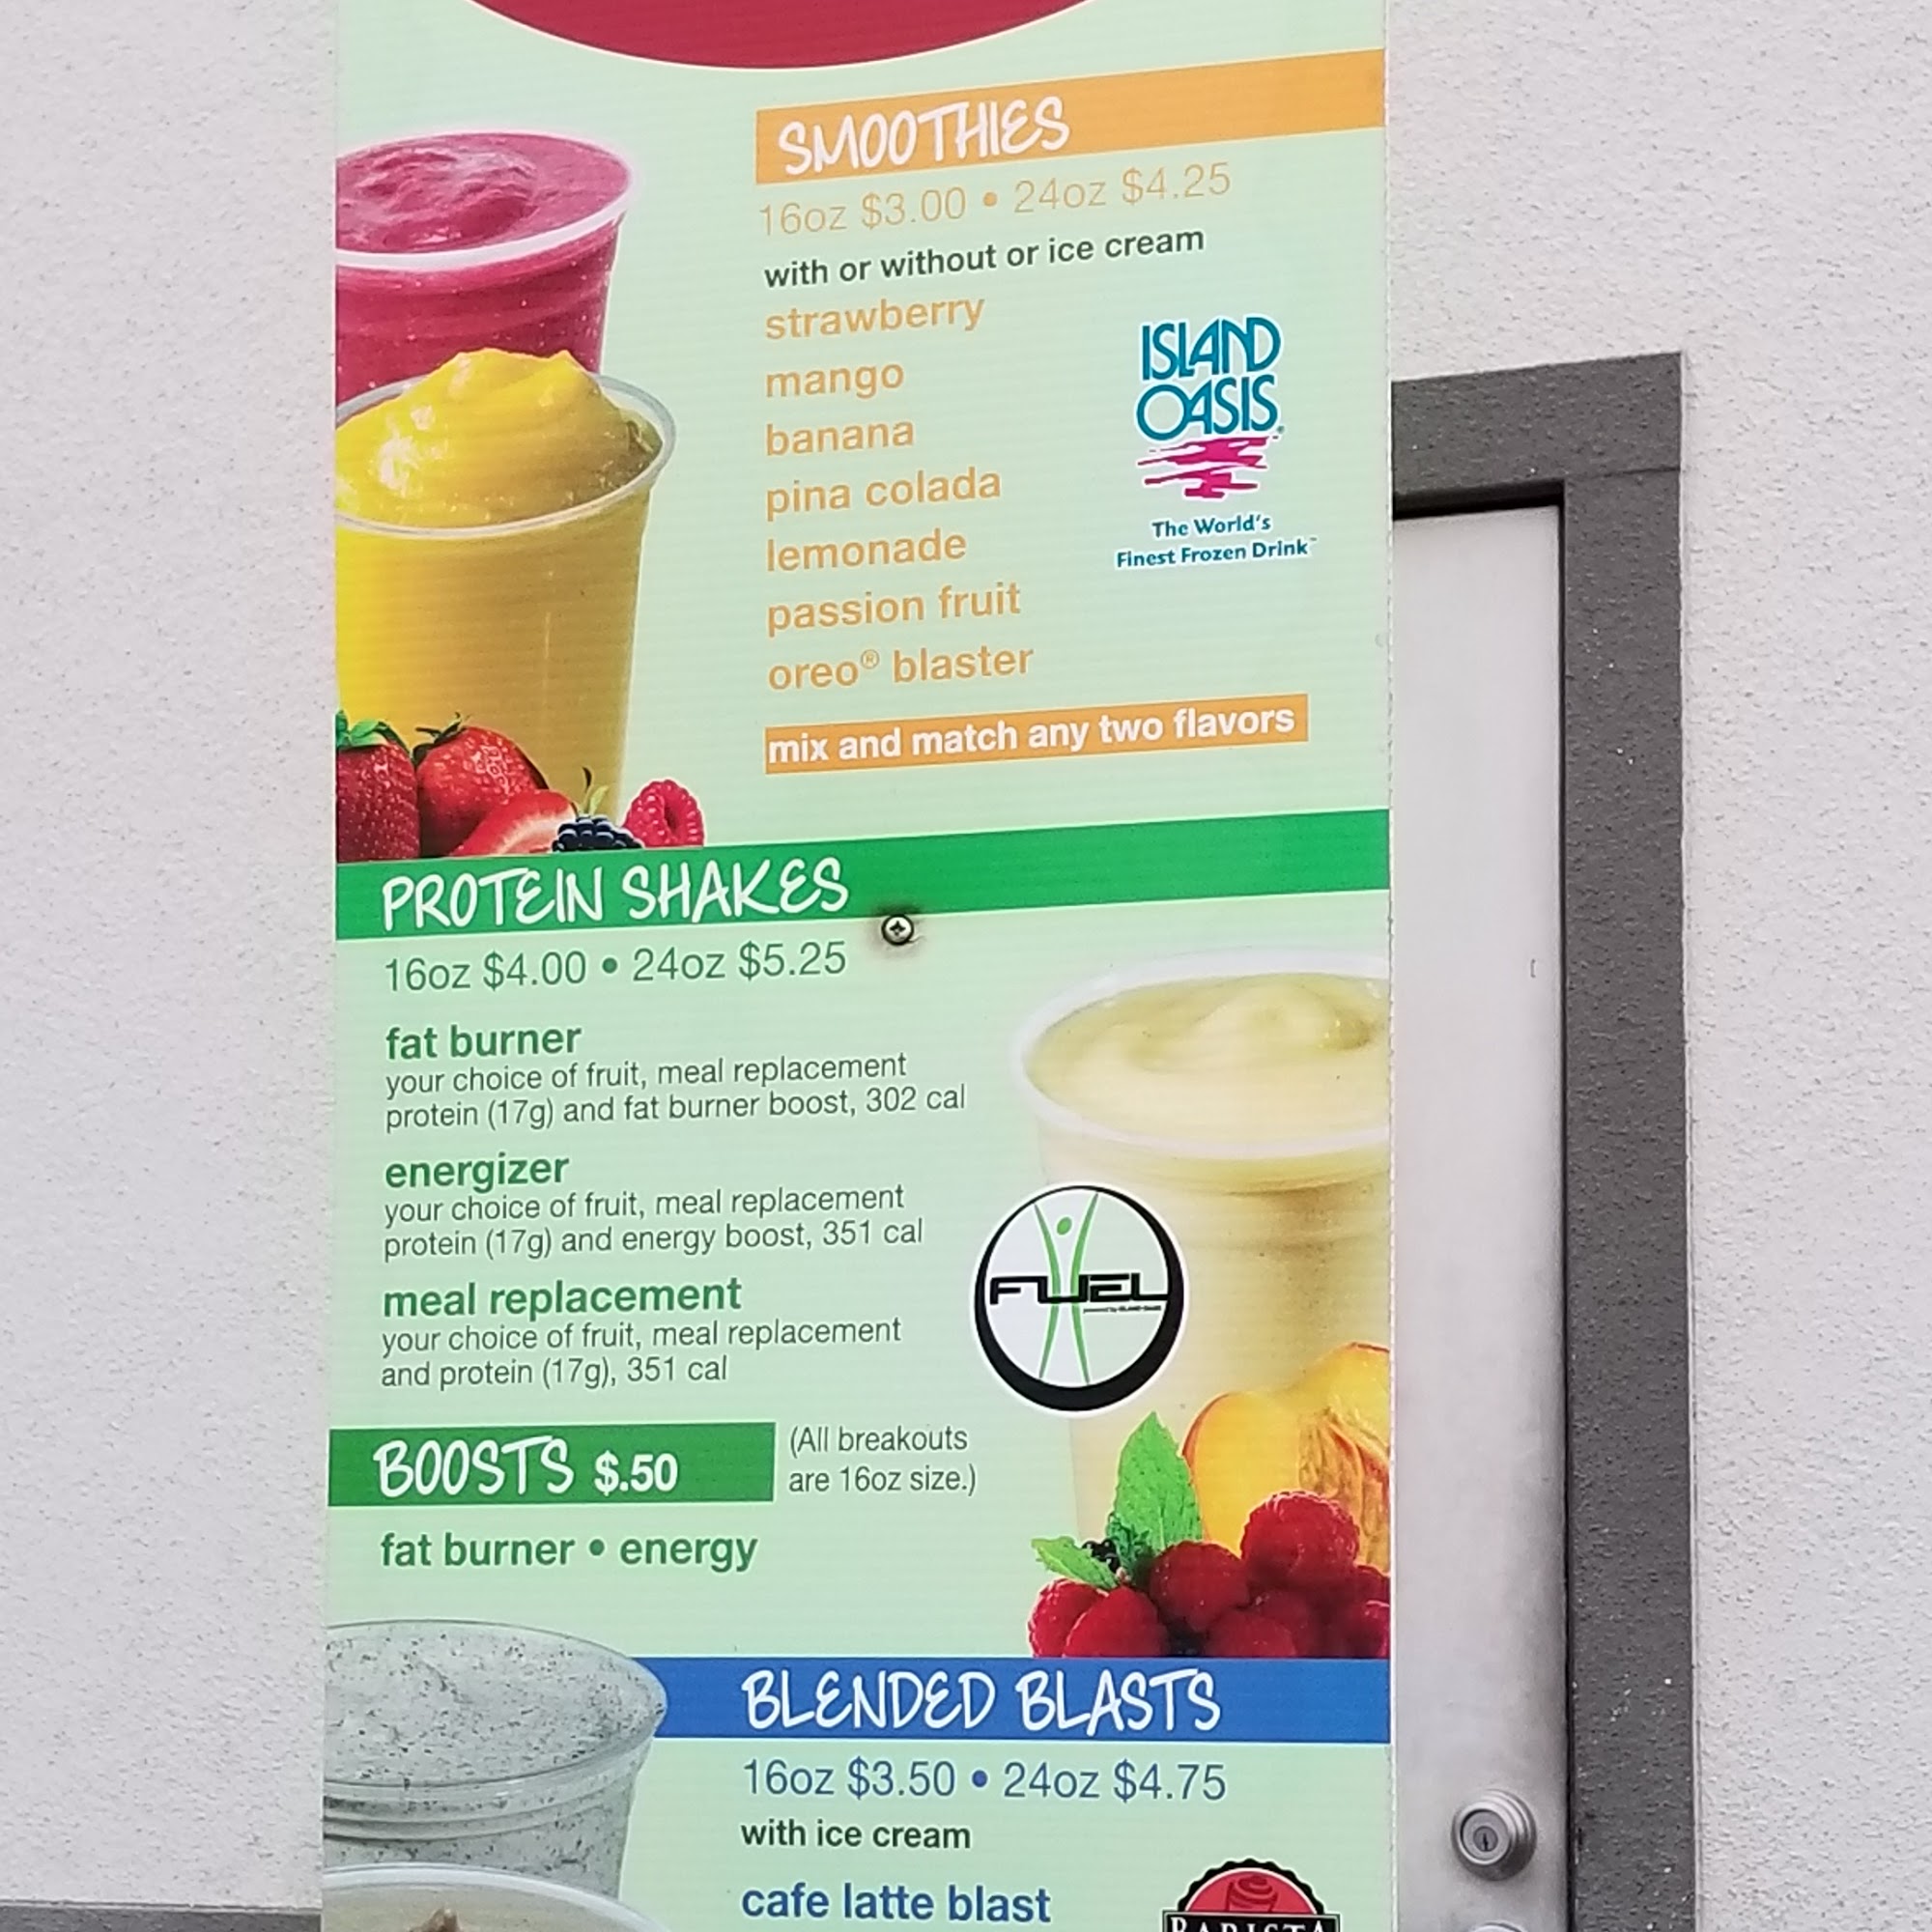 SMOOTHIES
16oz $3.00 • 24oz $4.25
with or without or ice cream
strawberry
mango
banana
pina colada
lemonade
passion fruit
oreo® blaster
mix and match any two flavors
ISLAND
OASIS®
The World's
Finest Frozen Drink™
PROTEIN SHAKES
16oz $4.00 • 24oz $5.25
fat burner
your choice of fruit, meal replacement
protein (17g) and fat burner boost, 302 cal
energizer
your choice of fruit, meal replacement
protein (17g) and energy boost, 351 cal
meal replacement
your choice of fruit, meal replacement
and protein (17g), 351 cal
FUEL
BOOSTS $.50
(All breakouts
are 16oz size.)
fat burner • energy
BLENDED BLASTS
16oz $3.50 • 24oz $4.75
with ice cream
cafe latte blast
BARISTA